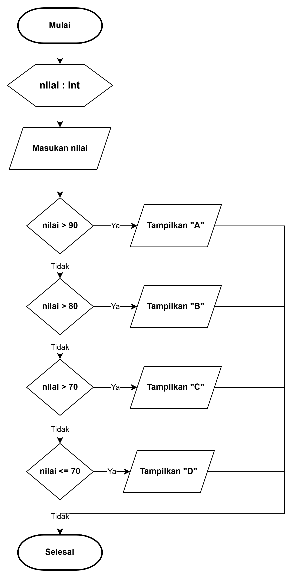 Mulai
nilai : int
Masukan nilai
nilai > 90
Ya
Tampilkan "A"
Tidak
nilai > 80
Ya
Tampilkan "B"
Tidak
nilai > 70
Ya
Tampilkan "C"
Tidak
nilai <= 70
Ya
Tampilkan "D"
Tidak
Selesai